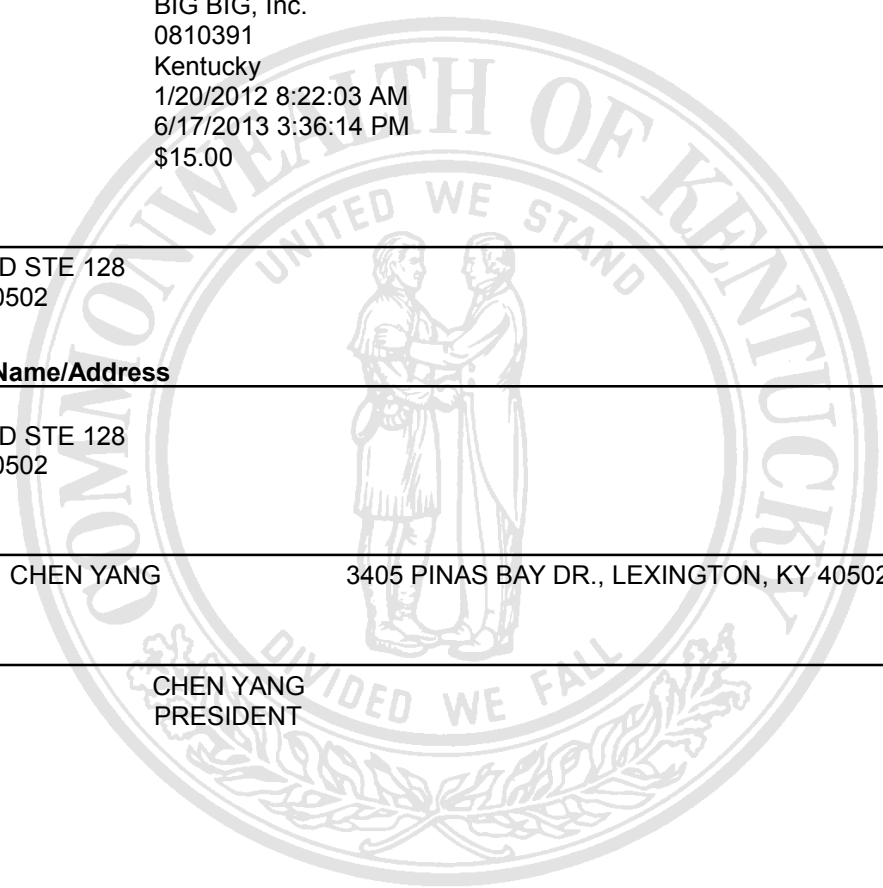 BIG BIG, Inc.
0810391
Kentucky
1/20/2012 8:22:03 AM
6/17/2013 3:36:14 PM
$15.00
D STE 128
0502
Name/Address
D STE 128
0502
CHEN YANG 3405 PINAS BAY DR., LEXINGTON, KY 40502
CHEN YANG
PRESIDENT
COMMONWEALTH OF KENTUCKY
UNITED WE STAND
DIVIDED WE FALL